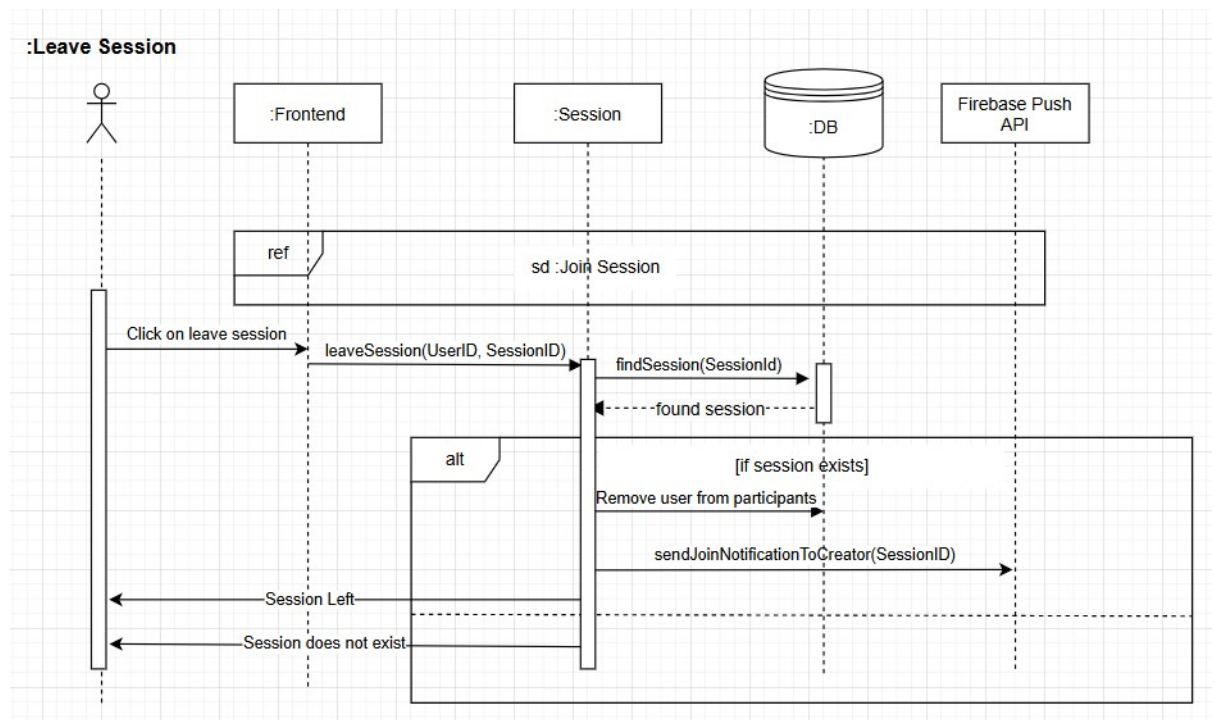 :Leave Session
:Frontend
:Session
:DB
Firebase Push
API
ref
sd :Join Session
Click on leave session
leaveSession(UserID, SessionID)
findSession(SessionId)
found session
alt
[if session exists]
Remove user from participants
sendJoinNotificationToCreator(SessionID)
Session Left
Session does not exist